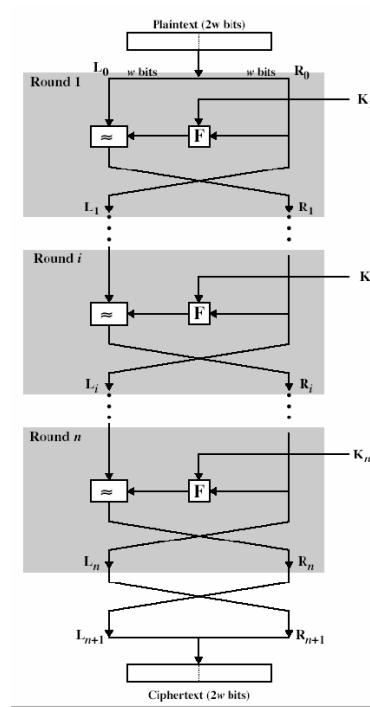 Plaintext (2w bits)
L0 w bits w bits R0
Round 1
K
≈ F
L1 R1
Round i
K
≈ F
Li Ri
Round n
Kn
≈ F
Ln Rn
Ln+1 Rn+1
Ciphertext (2w bits)